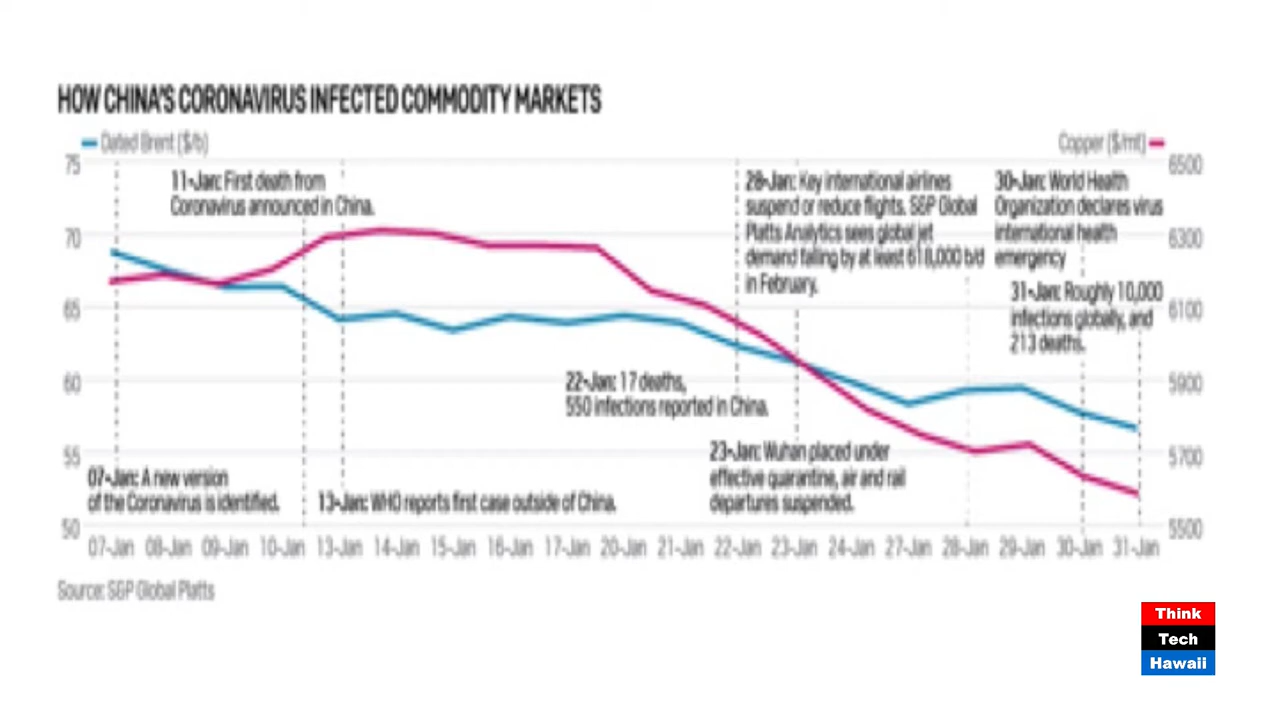 HOW CHINA'S CORONAVIRUS INFECTED COMMODITY MARKETS
Dated Brent ($/b)
Copper ($/mt)
75
70
65
60
55
50
6500
6300
6100
5900
5700
5500
11-Jan: First death from
Coronavirus announced in China.
28-Jan: Key international airlines
suspend or reduce flights. S&P Global
Platts Analytics sees global jet
demand falling by at least 618,000 b/d
in February.
30-Jan: World Health
Organization declares virus
international health
emergency
31-Jan: Roughly 10,000
infections globally, and
213 deaths.
22-Jan: 17 deaths,
550 infections reported in China.
23-Jan: Wuhan placed under
effective quarantine, air and rail
departures suspended.
07-Jan: A new version
of the Coronavirus is identified.
13-Jan: WHO reports first case outside of China.
07-Jan 08-Jan 09-Jan 10-Jan 13-Jan 14-Jan 15-Jan 16-Jan 17-Jan 20-Jan 21-Jan 22-Jan 23-Jan 24-Jan 27-Jan 28-Jan 29-Jan 30-Jan 31-Jan
Source: S&P Global Platts
Think
Tech
Hawaii